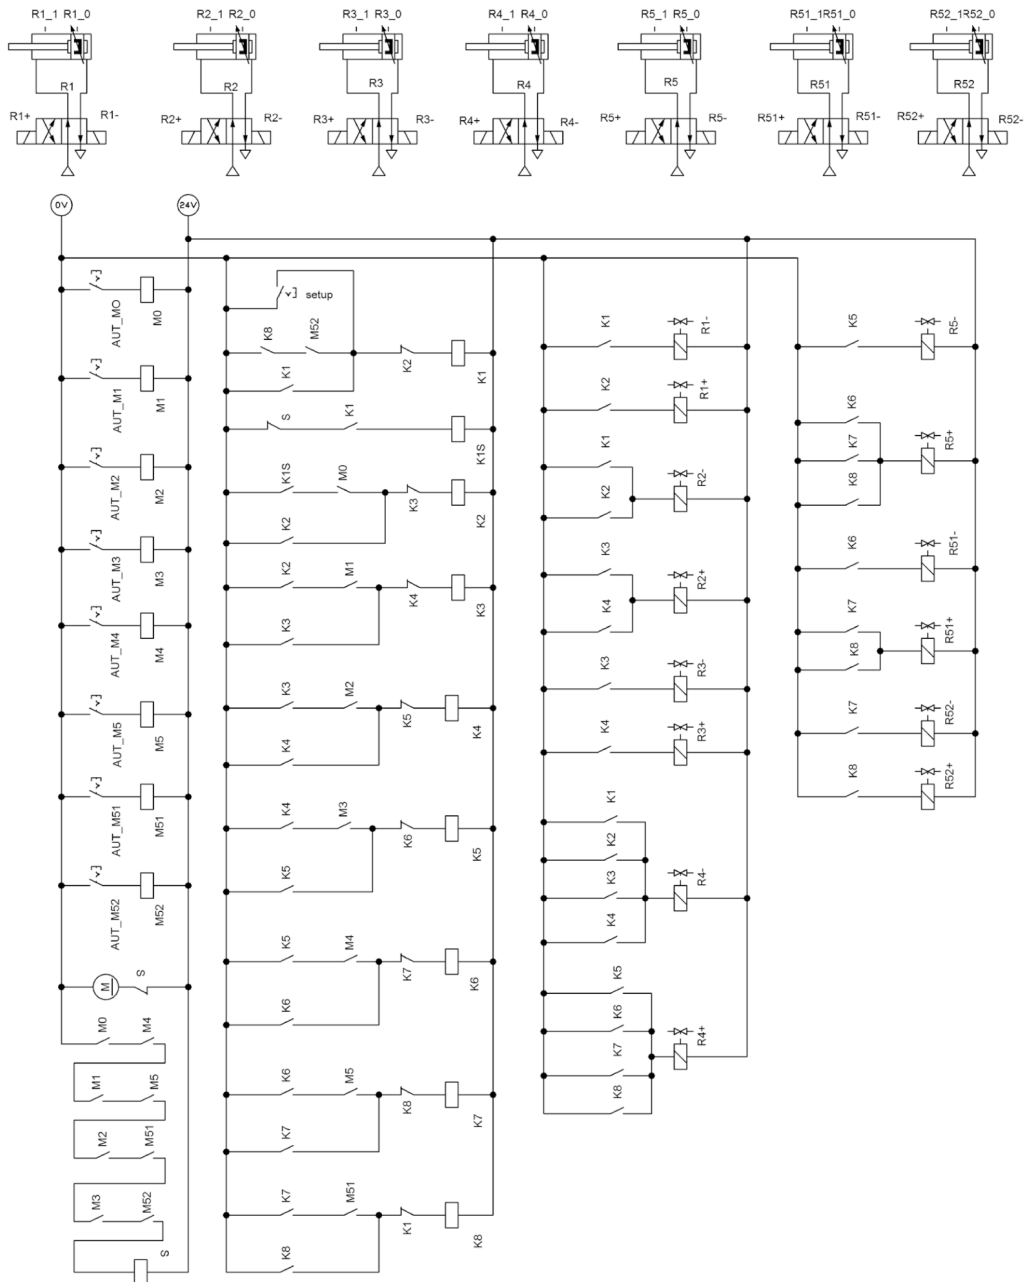 R1_1 R1_0
R2_1 R2_0
R3_1 R3_0
R4_1 R4_0
R5_1 R5_0
R51_1R51_0
R52_1R52_0
R1
R2
R3
R4
R5
R51
R52
R1+
R1-
R2+
R2-
R3+
R3-
R4+
R4-
R5+
R5-
R51+
R51-
R52+
R52-
0V
24V
AUT_MO
M0
AUT_M1
M1
AUT_M2
M2
AUT_M3
M3
AUT_M4
M4
AUT_M5
M5
AUT_M51
M51
AUT_M52
M52
M
S
M0
M4
M1
M5
M2
M51
M3
M52
S
setup
K8
M52
K2
K1
K1
S
K1
K1S
K1S
M0
K3
K2
K2
K2
M1
K4
K3
K3
K3
M2
K5
K4
K4
K4
M3
K6
K5
K5
K5
M4
K7
K6
K6
K6
M5
K8
K7
K7
K7
M51
K1
K8
K8
K1
R1-
K2
R1+
K1
K2
R2-
K3
K4
R2+
K3
R3-
K4
R3+
K1
K2
K3
K4
R4-
K5
K6
K7
K8
R4+
K5
R5-
K6
K7
K8
R5+
K6
R51-
K7
K8
R51+
K7
R52-
K8
R52+